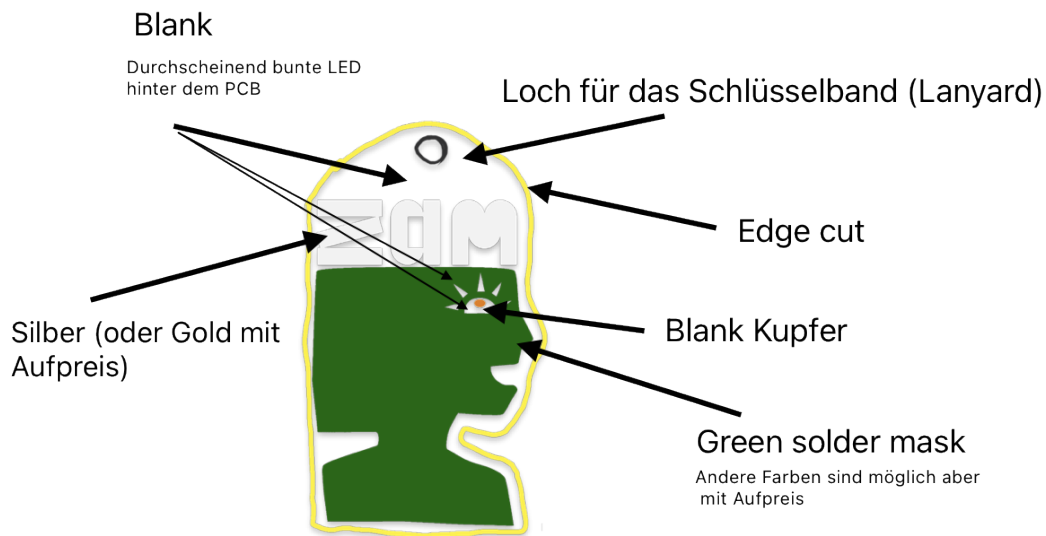 Blank
Durchscheinend bunte LED
hinter dem PCB
Loch für das Schlüsselband (Lanyard)
Edge cut
zam
Silber (oder Gold mit
Aufpreis)
Blank Kupfer
Green solder mask
Andere Farben sind möglich aber
mit Aufpreis